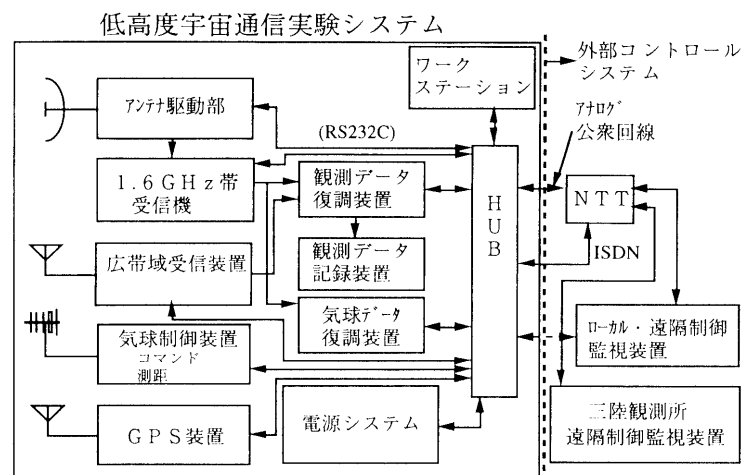 低高度宇宙通信実験システム
ワーク
ステーション
外部コントロール
システム
アンテナ駆動部
(RS232C)
アナログ
公衆回線
1.6GHz帯
受信機
観測データ
復調装置
HUB
NTT
広帯域受信装置
観測データ
記録装置
ISDN
気球データ
復調装置
気球制御装置
コマンド
測距
ローカル・遠隔制御
監視装置
GPS装置
電源システム
三陸観測所
遠隔制御監視装置